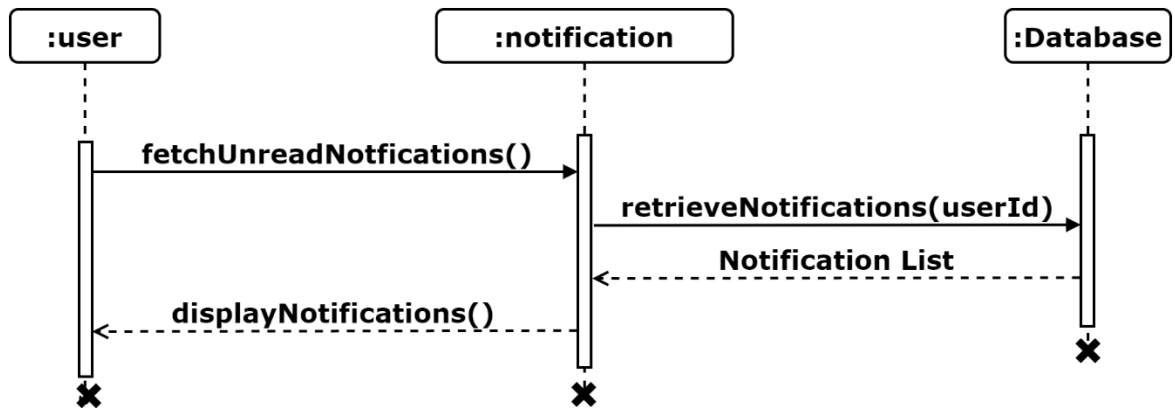 :user
:notification
:Database
fetchUnreadNotfications()
retrieveNotifications(userId)
Notification List
displayNotifications()